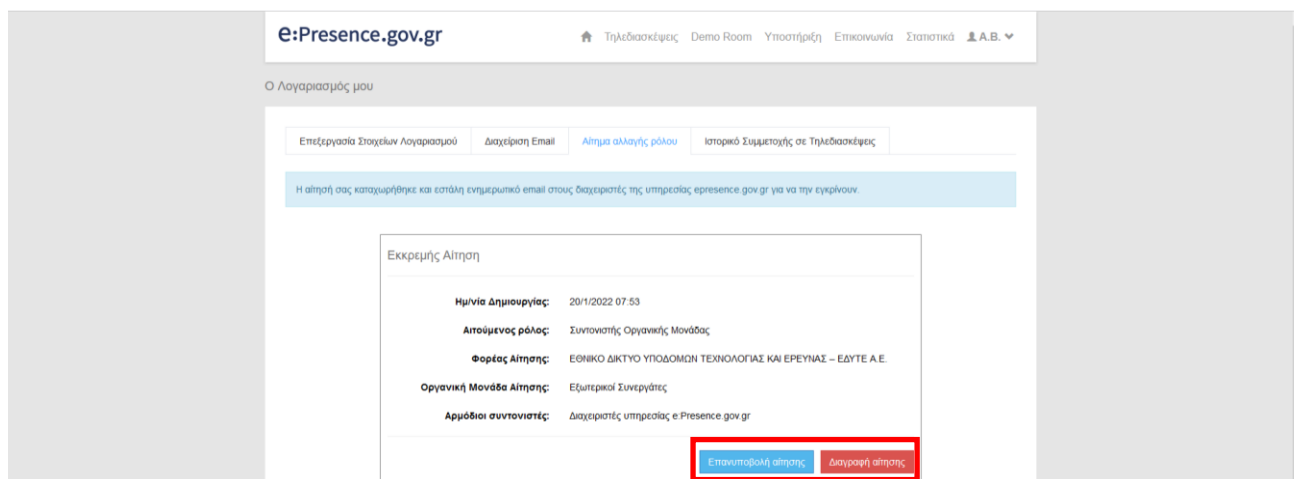 e:Presence.gov.gr
Τηλεδιασκέψεις Demo Room Υποστήριξη Επικοινωνία Στατιστικά A.B.
Ο Λογαριασμός μου
Επεξεργασία Στοιχείων Λογαριασμού Διαχείριση Email Αίτημα αλλαγής ρόλου Ιστορικό Συμμετοχής σε Τηλεδιασκέψεις
Η αίτησή σας καταχωρήθηκε και εστάλη ενημερωτικό email στους διαχειριστές της υπηρεσίας epresence.gov.gr για να την εγκρίνουν.
Εκκρεμής Αίτηση
Ημ/νία Δημιουργίας: 20/1/2022 07:53
Αιτούμενος ρόλος: Συντονιστής Οργανικής Μονάδας
Φορέας Αίτησης: ΕΘΝΙΚΟ ΔΙΚΤΥΟ ΥΠΟΔΟΜΩΝ ΤΕΧΝΟΛΟΓΙΑΣ ΚΑΙ ΕΡΕΥΝΑΣ – ΕΔΥΤΕ Α.Ε.
Οργανική Μονάδα Αίτησης: Εξωτερικοί Συνεργάτες
Αρμόδιοι συντονιστές: Διαχειριστές υπηρεσίας e:Presence.gov.gr
Επανυποβολή αίτησης Διαγραφή αίτησης